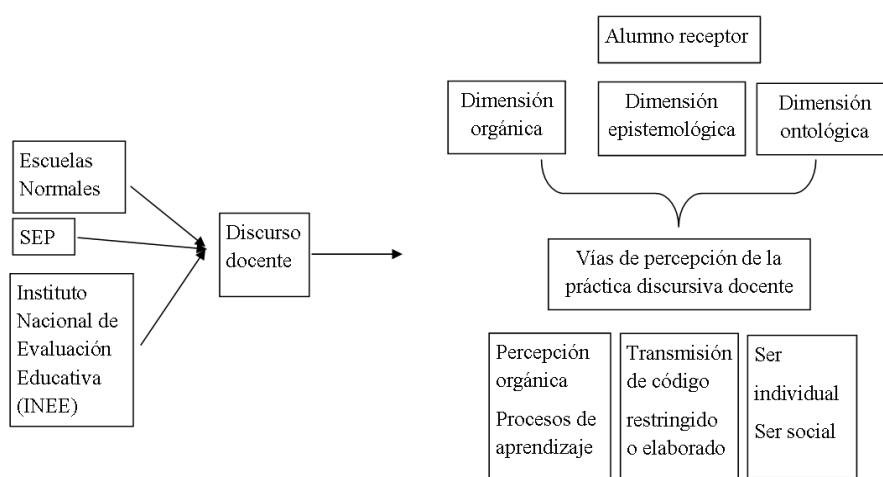 Escuelas
Normales
SEP
Instituto
Nacional de
Evaluación
Educativa
(INEE)
Discurso
docente
Alumno receptor
Dimensión
orgánica
Dimensión
epistemológica
Dimensión
ontológica
Vías de percepción de la
práctica discursiva docente
Percepción
orgánica
Procesos de
aprendizaje
Transmisión
de código
restringido
o elaborado
Ser
individual
Ser social